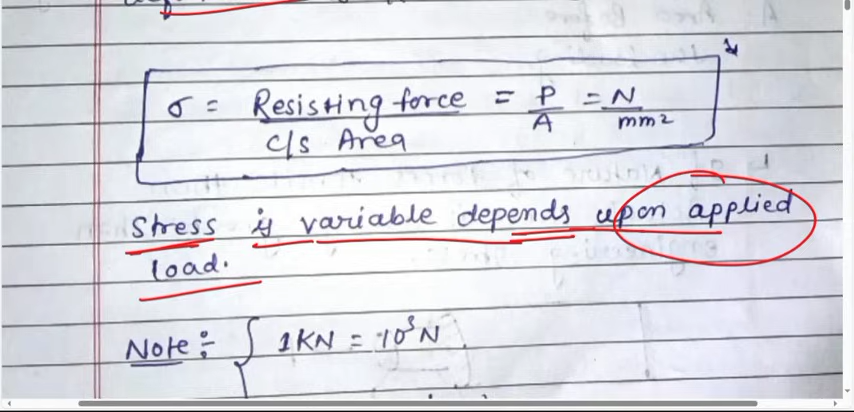 σ = Resisting force = P = N
c/s Area A mm²
Stress is variable depends upon applied
load.
Note :- { 1KN = 10³N